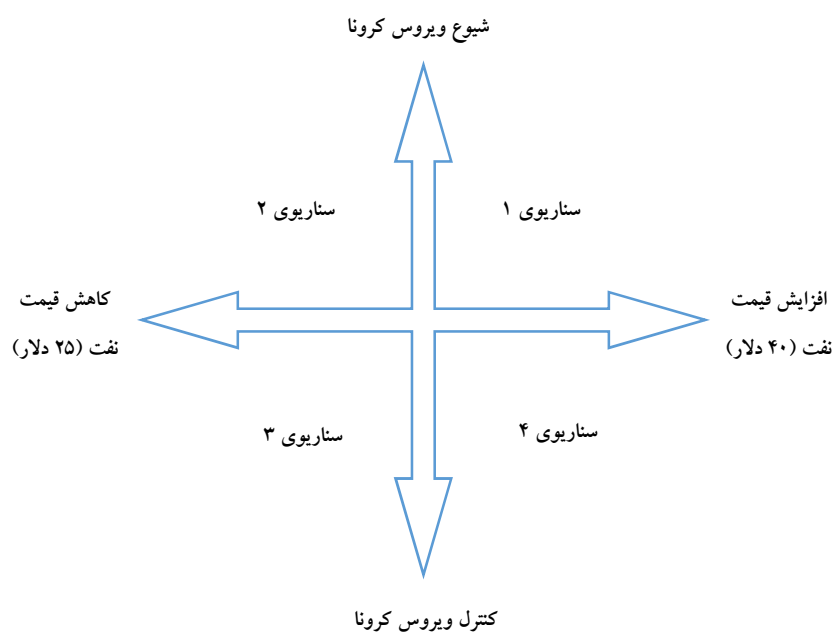 شیوع ویروس کرونا
سناریوی ۱
سناریوی ۲
افزایش قیمت
نفت (۴۰ دلار)
کاهش قیمت
نفت (۲۵ دلار)
سناریوی ۴
سناریوی ۳
کنترل ویروس کرونا